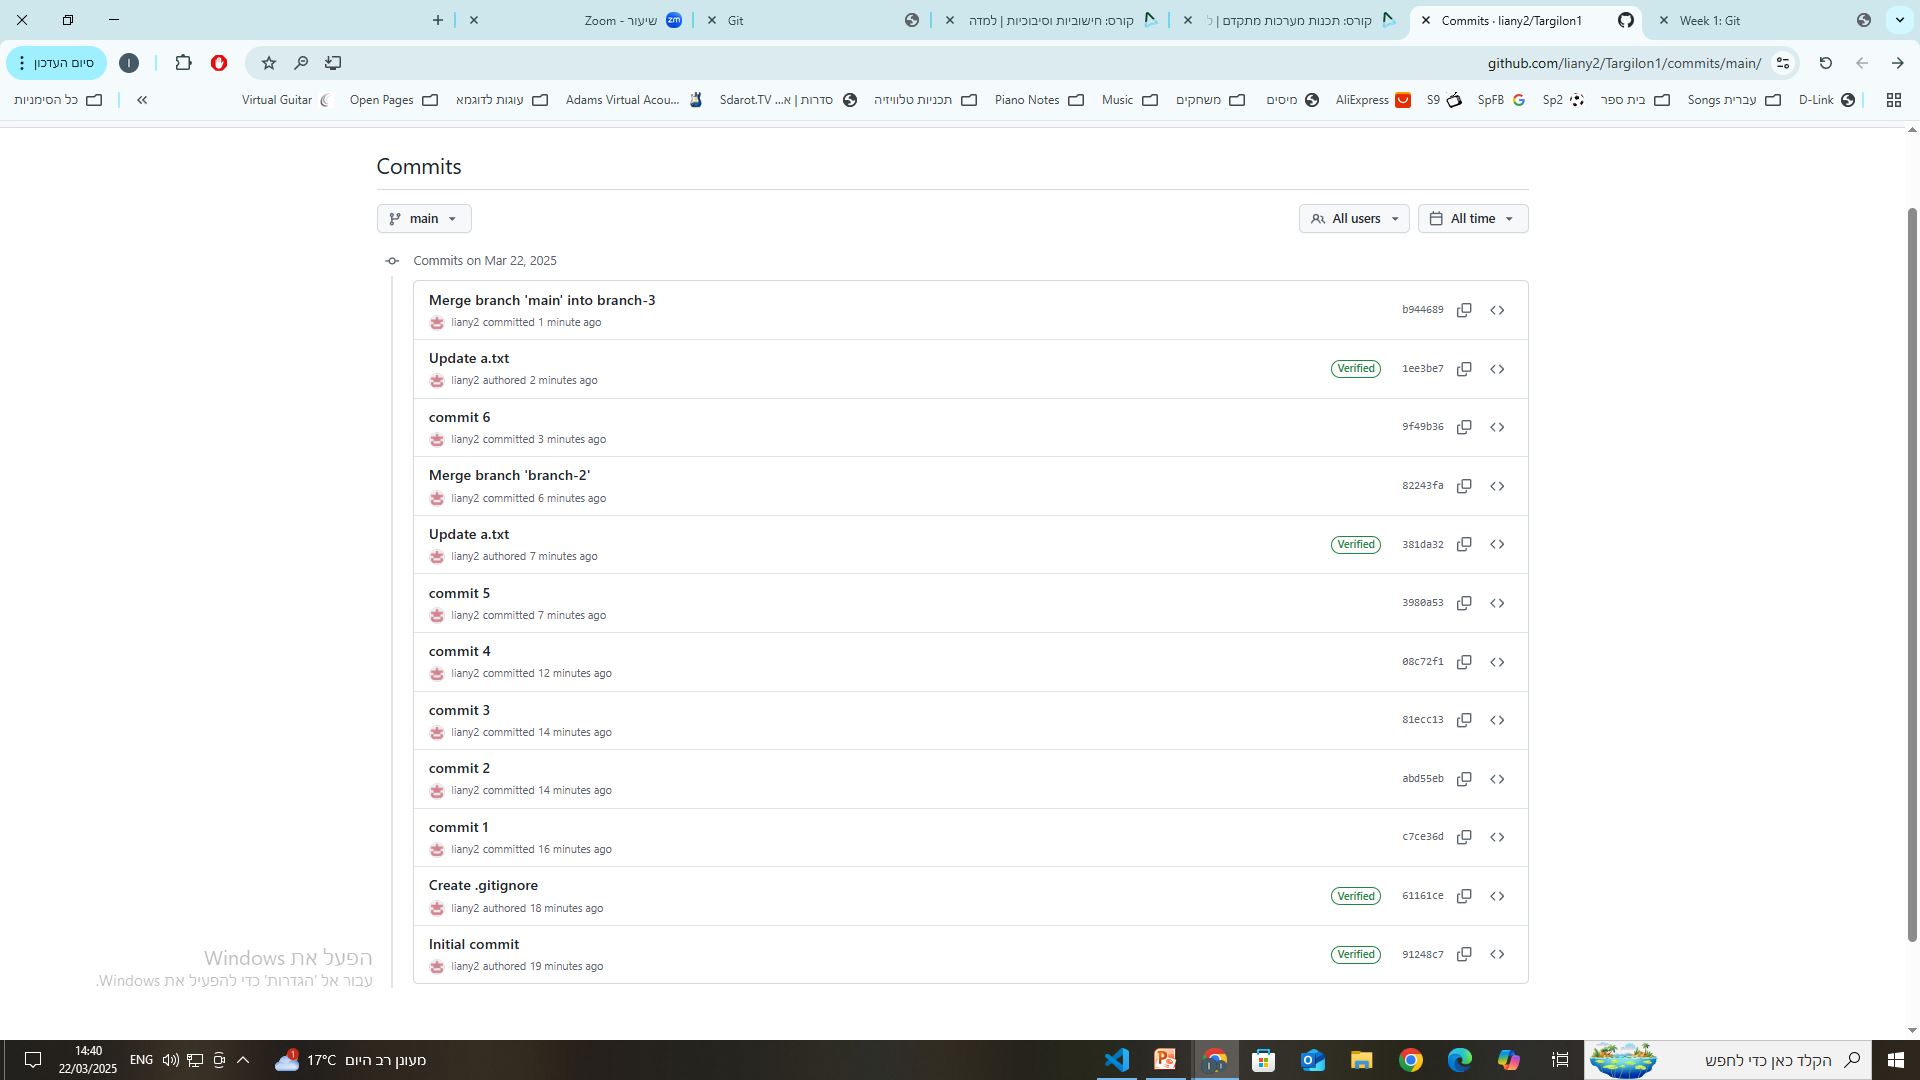 Zoom - שיעור
Git
קורס: חישוביות וסיבוכיות | למדה
קורס: תכנות מערכות מתקדם | ל
Commits · liany2/Targilon1
Week 1: Git
סיום העדכון
I
github.com/liany2/Targilon1/commits/main/
כל הסימניות
Virtual Guitar
Open Pages
עוגות לדוגמא
Adams Virtual Acou...
Sdarot.TV סדרות | א...
תכניות טלוויזיה
Piano Notes
Music
משחקים
מיסים
AliExpress
S9
SpFB
Sp2
בית ספר
Songs עברית
D-Link
Commits
main
All users
All time
Commits on Mar 22, 2025
Merge branch 'main' into branch-3
liany2 committed 1 minute ago
b944689
Update a.txt
liany2 authored 2 minutes ago
Verified
1ee3be7
commit 6
liany2 committed 3 minutes ago
9f49b36
Merge branch 'branch-2'
liany2 committed 6 minutes ago
82243fa
Update a.txt
liany2 authored 7 minutes ago
Verified
381da32
commit 5
liany2 committed 7 minutes ago
3980a53
commit 4
liany2 committed 12 minutes ago
08c72f1
commit 3
liany2 committed 14 minutes ago
81ecc13
commit 2
liany2 committed 14 minutes ago
abd55eb
commit 1
liany2 committed 16 minutes ago
c7ce36d
Create .gitignore
liany2 authored 18 minutes ago
Verified
61161ce
Initial commit
liany2 authored 19 minutes ago
Verified
91248c7
הפעל את Windows
עבור אל 'הגדרות' כדי להפעיל את Windows.
14:40
22/03/2025
ENG
1
17°C מעונן רב היום
הקלד כאן כדי לחפש